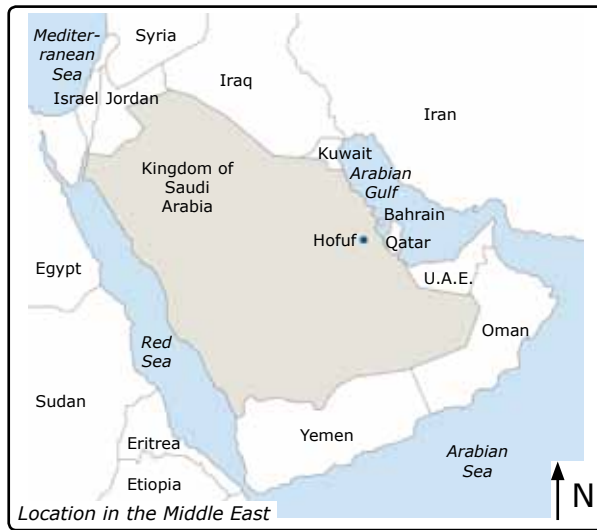 Mediter-
ranean
Sea
Syria
Israel
Jordan
Iraq
Iran
Kuwait
Arabian
Gulf
Kingdom of
Saudi
Arabia
Bahrain
Hofuf
Qatar
Egypt
U.A.E.
Oman
Red
Sea
Sudan
Yemen
Eritrea
Arabian
Sea
Etiopia
N
Location in the Middle East